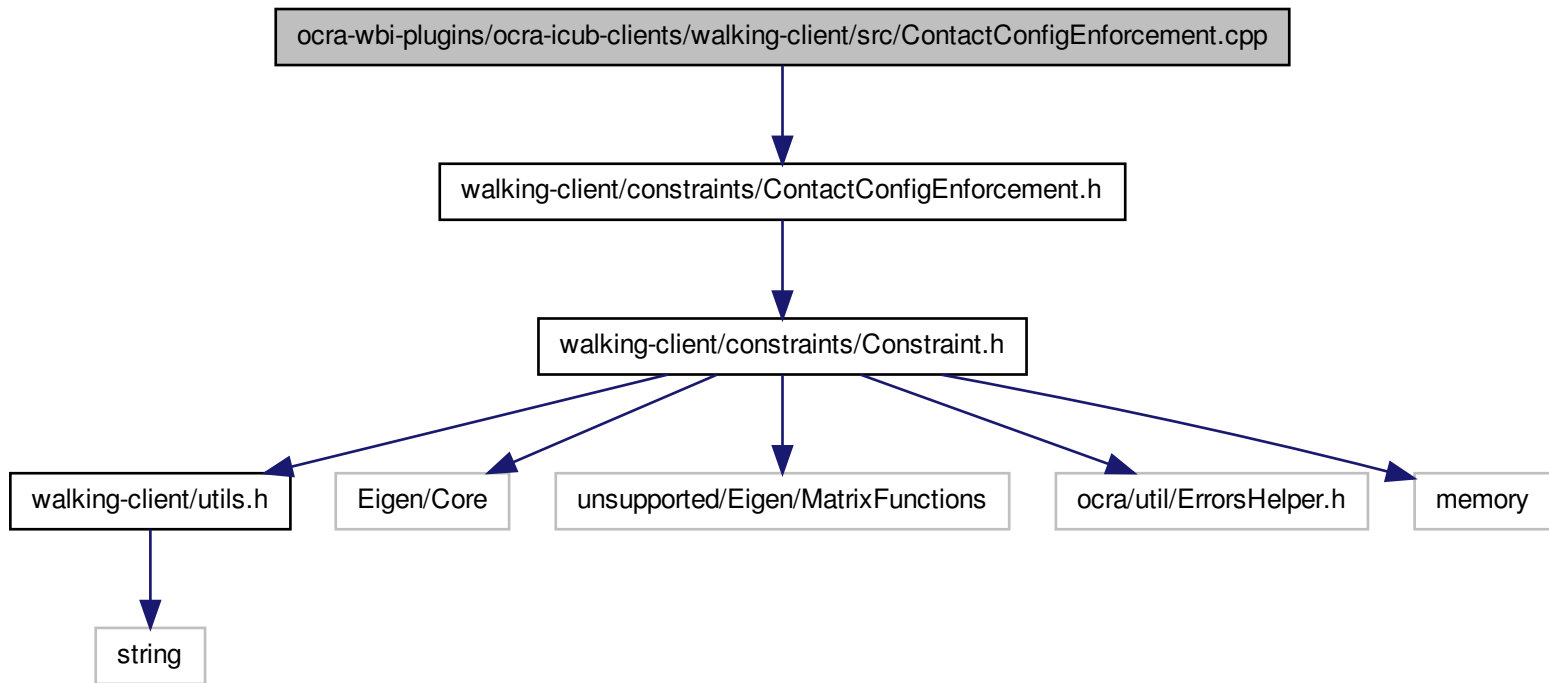 ocra-wbi-plugins/ocra-icub-clients/walking-client/src/ContactConfigEnforcement.cpp
walking-client/constraints/ContactConfigEnforcement.h
walking-client/constraints/Constraint.h
walking-client/utils.h
Eigen/Core
unsupported/Eigen/MatrixFunctions
ocra/util/ErrorsHelper.h
memory
string